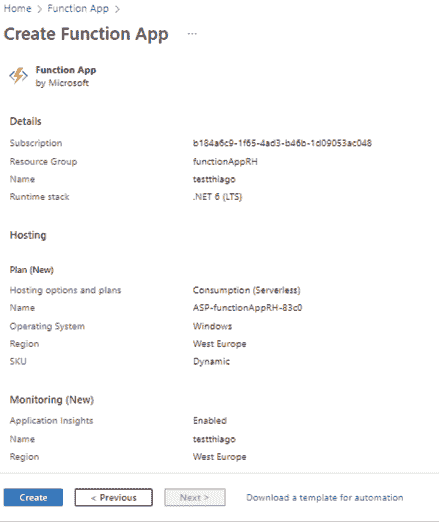 Home > Function App >
Create Function App ...
Function App
by Microsoft
Details
Subscription b184a6c9-1f65-4ad3-b46b-1d09053ac048
Resource Group functionAppRH
Name testthiago
Runtime stack .NET 6 (LTS)
Hosting
Plan (New)
Hosting options and plans Consumption (Serverless)
Name ASP-functionAppRH-83c0
Operating System Windows
Region West Europe
SKU Dynamic
Monitoring (New)
Application Insights Enabled
Name testthiago
Region West Europe
Create < Previous Next > Download a template for automation